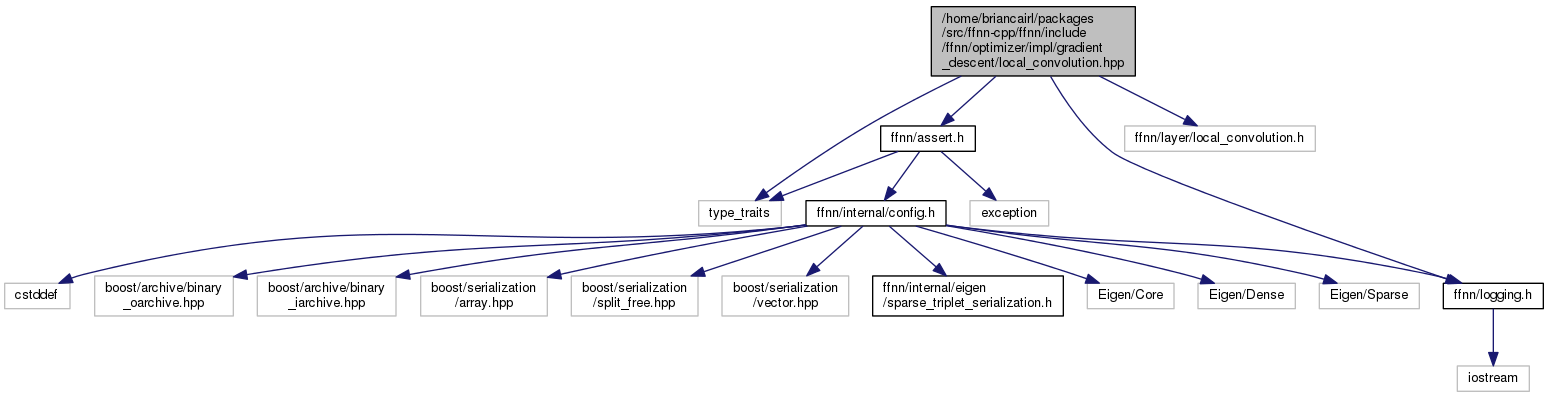 /home/briancairl/packages
/src/ffnn-cpp/ffnn/include
/ffnn/optimizer/impl/gradient
_descent/local_convolution.hpp
ffnn/assert.h
ffnn/layer/local_convolution.h
type_traits
ffnn/internal/config.h
exception
cstddef
boost/archive/binary
_oarchive.hpp
boost/archive/binary
_iarchive.hpp
boost/serialization
/array.hpp
boost/serialization
/split_free.hpp
boost/serialization
/vector.hpp
ffnn/internal/eigen
/sparse_triplet_serialization.h
Eigen/Core
Eigen/Dense
Eigen/Sparse
ffnn/logging.h
iostream